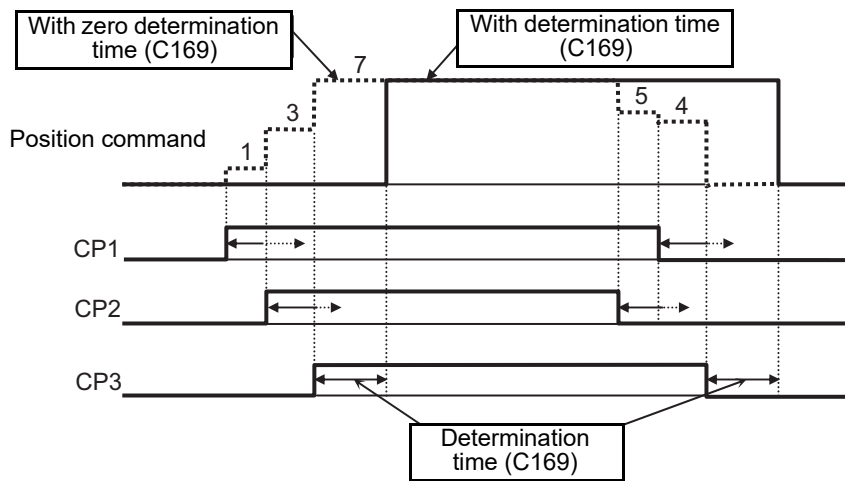 With zero determination
time (C169)
With determination time
(C169)
7
5
4
3
1
Position command
CP1
CP2
CP3
Determination
time (C169)